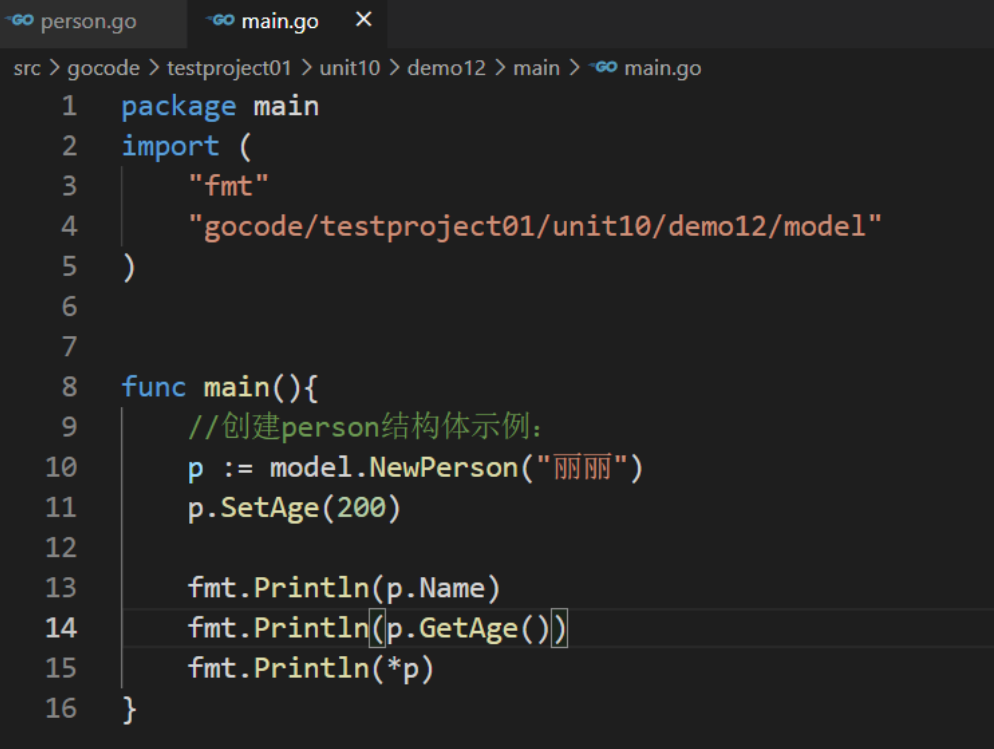 person.go main.go ×
src > gocode > testproject01 > unit10 > demo12 > main > GO main.go
1 package main
2 import (
3 "fmt"
4 "gocode/testproject01/unit10/demo12/model"
5 )
6
7
8 func main(){
9 //创建person结构体示例:
10 p := model.NewPerson("丽丽")
11 p.SetAge(200)
12
13 fmt.Println(p.Name)
14 fmt.Println(p.GetAge())
15 fmt.Println(*p)
16 }